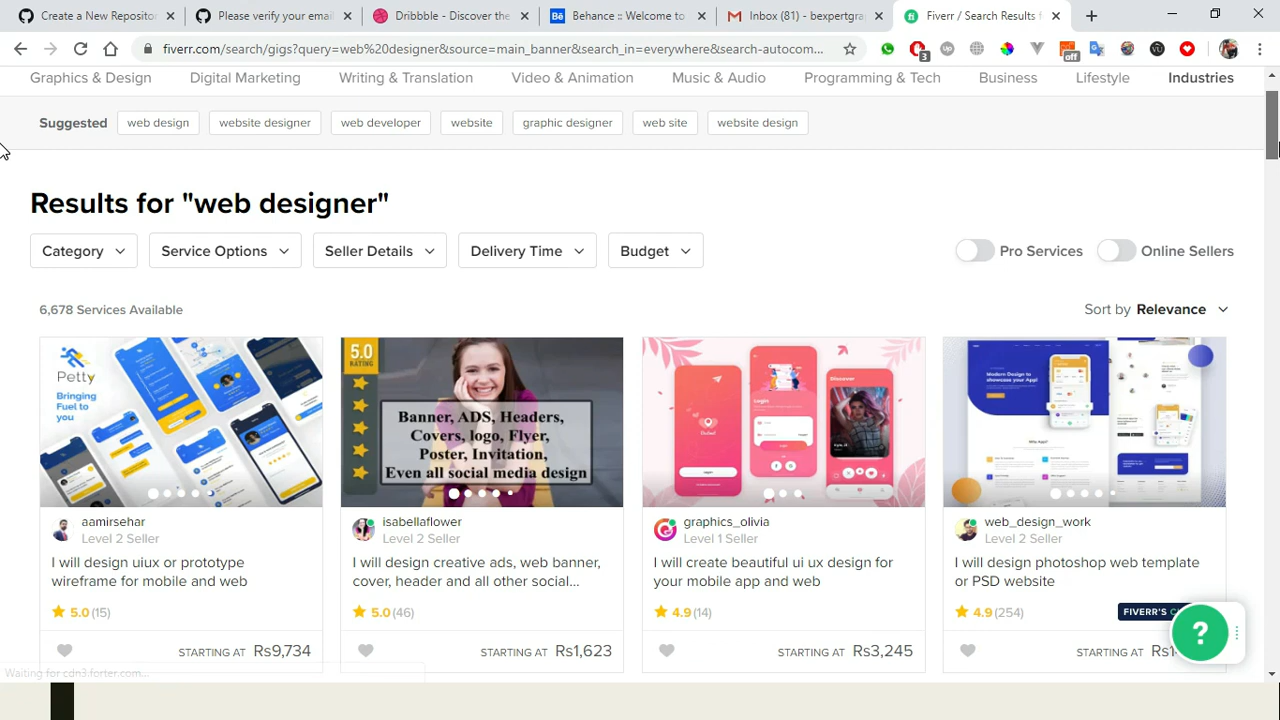 Create a New Repositor
Please verify your email
Dribbble - Discover the
Behance :: Welcome to
Inbox (81) - bexpertgra
Fiverr / Search Results f
fiverr.com/search/gigs?query=web%20designer&source=main_banner&search_in=everywhere&search-autocom...
3
off
Graphics & Design
Digital Marketing
Writing & Translation
Video & Animation
Music & Audio
Programming & Tech
Business
Lifestyle
Industries
Suggested
web design
website designer
web developer
website
graphic designer
web site
website design
Results for "web designer"
Category
Service Options
Seller Details
Delivery Time
Budget
Pro Services
Online Sellers
6,678 Services Available
Sort by Relevance
Petty
Bringing
Fuel to
you
5.0
RATING
Banner, ADS, Headers,
Covers, logo, Flyer,
Poster, Invitation,
Even all social media design
Discover
Login
Modern Design to
showcase your App!
aamirsehar
Level 2 Seller
I will design uiux or prototype
wireframe for mobile and web
5.0 (15)
STARTING AT Rs9,734
isabellaflower
Level 2 Seller
I will design creative ads, web banner,
cover, header and all other social...
5.0 (46)
STARTING AT Rs1,623
graphics_olivia
Level 1 Seller
I will create beautiful ui ux design for
your mobile app and web
4.9 (14)
STARTING AT Rs3,245
web_design_work
Level 2 Seller
I will design photoshop web template
or PSD website
4.9 (254)
FIVERR'S
STARTING AT
?
Waiting for cdn3.forter.com...